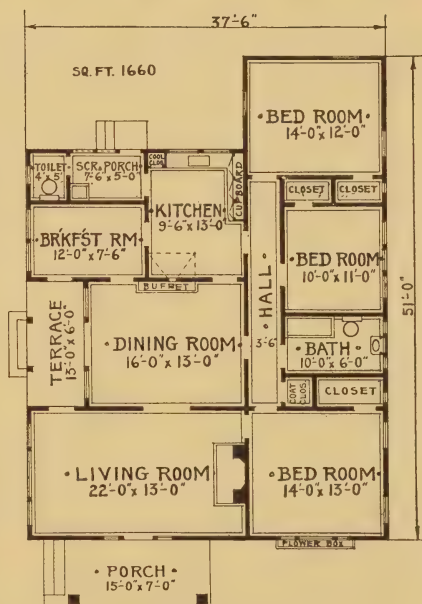 37'-6"
SQ. FT. 1660
• BED ROOM •
14'-0" x 12'-0"
TOILET
4' x 5'
SCR. PORCH
7'-6" x 5'-0"
COOL
CLOS.
CUPBOARD
CLOSET
CLOSET
• KITCHEN •
9'-6" x 13'-0"
BRKF'ST RM
12'-0" x 7'-6"
• BED ROOM •
10'-0" x 11'-0"
51'-0"
BUFFET
• HALL •
3'-6"
TERRACE
13'-0" x 6'-0"
• DINING ROOM •
16'-0" x 13'-0"
• BATH •
10'-0" x 6'-0"
COAT
CLOS.
CLOSET
• LIVING ROOM •
22'-0" x 13'-0"
• BED ROOM •
14'-0" x 13'-0"
FLOWER BOX
• PORCH •
15'-0" x 7'-0"